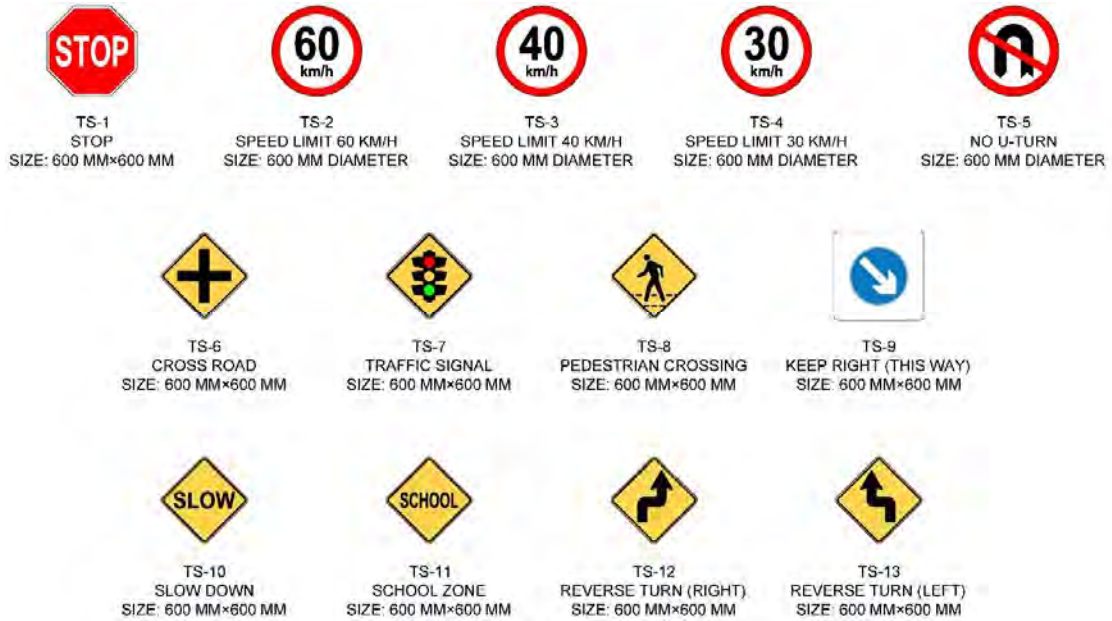 STOP
60
km/h
40
km/h
30
km/h
TS-1
STOP
SIZE: 600 MM×600 MM
TS-2
SPEED LIMIT 60 KM/H
SIZE: 600 MM DIAMETER
TS-3
SPEED LIMIT 40 KM/H
SIZE: 600 MM DIAMETER
TS-4
SPEED LIMIT 30 KM/H
SIZE: 600 MM DIAMETER
TS-5
NO U-TURN
SIZE: 600 MM DIAMETER
TS-6
CROSS ROAD
SIZE: 600 MM×600 MM
TS-7
TRAFFIC SIGNAL
SIZE: 600 MM×600 MM
TS-8
PEDESTRIAN CROSSING
SIZE: 600 MM×600 MM
TS-9
KEEP RIGHT (THIS WAY)
SIZE: 600 MM×600 MM
SLOW
SCHOOL
TS-10
SLOW DOWN
SIZE: 600 MM×600 MM
TS-11
SCHOOL ZONE
SIZE: 600 MM×600 MM
TS-12
REVERSE TURN (RIGHT)
SIZE: 600 MM×600 MM
TS-13
REVERSE TURN (LEFT)
SIZE: 600 MM×600 MM